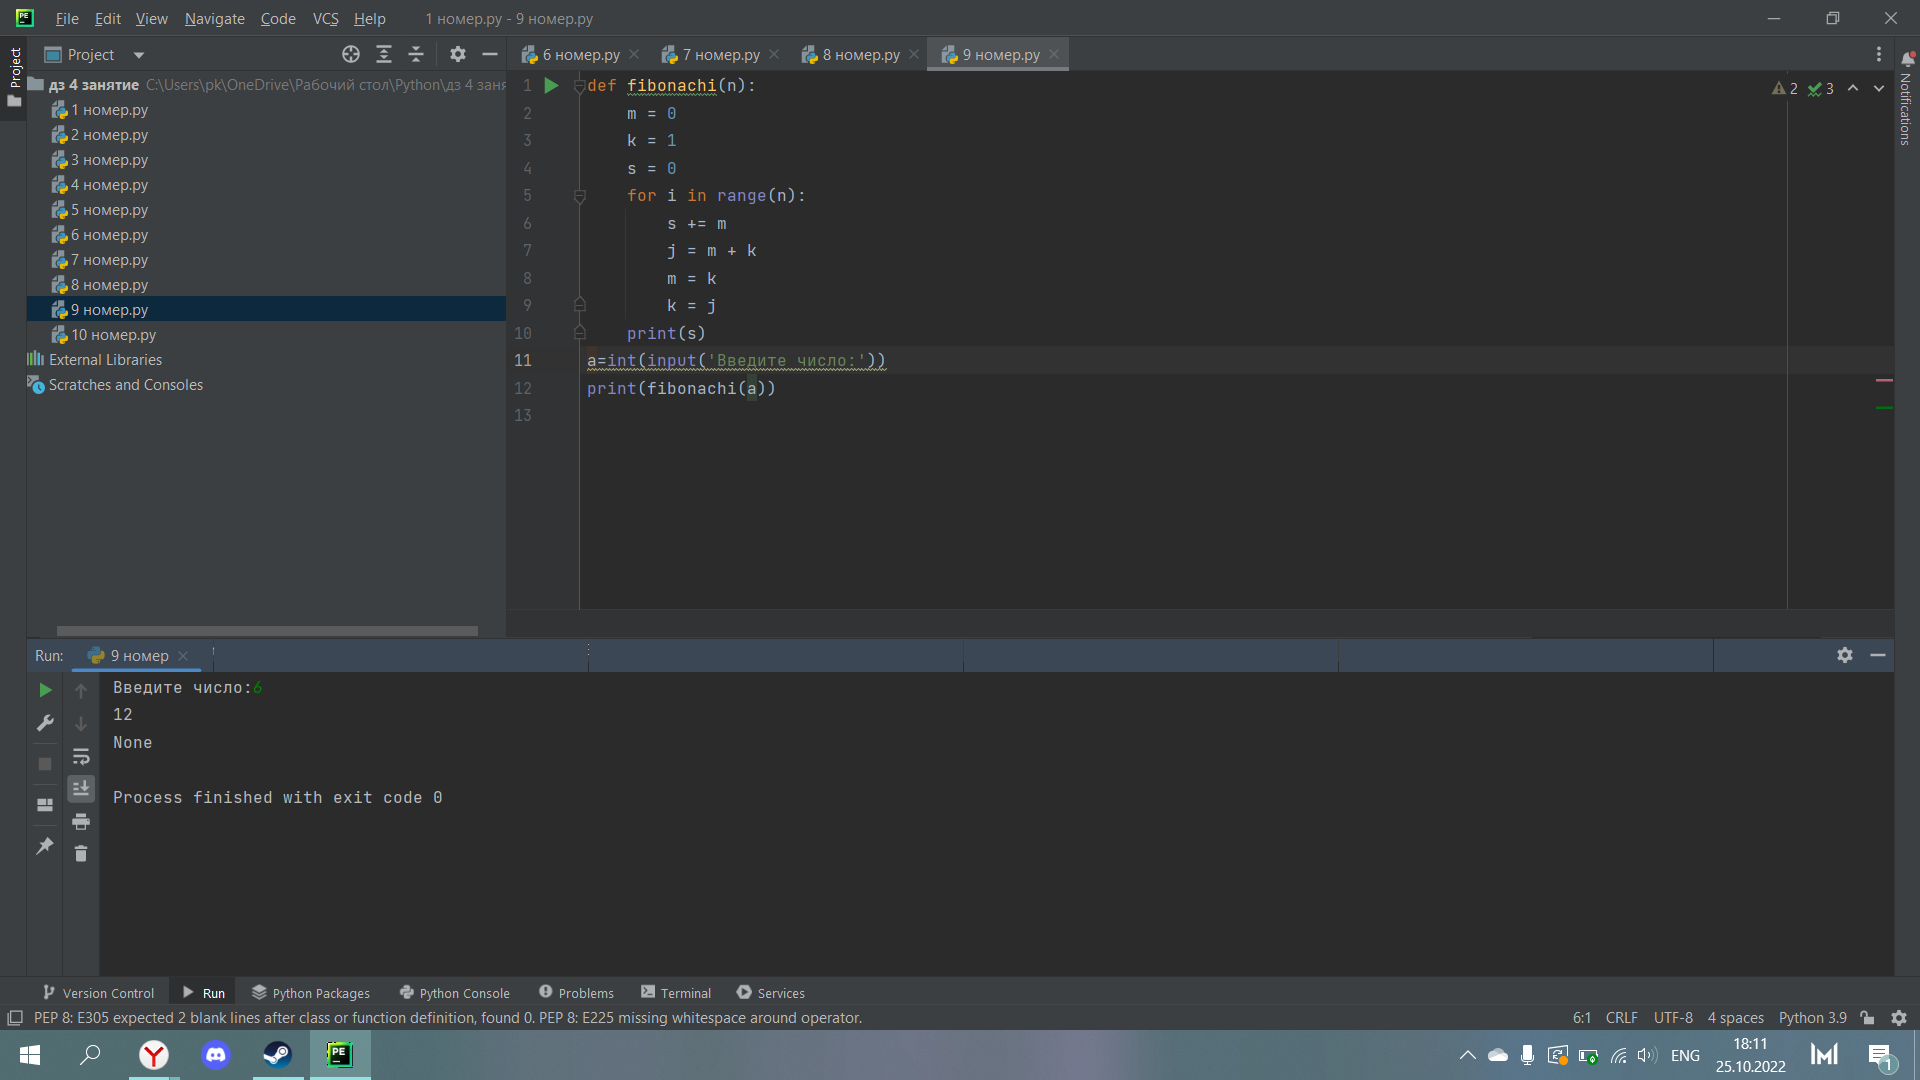 File Edit View Navigate Code VCS Help 1 номер.py - 9 номер.py
Project
Project
6 номер.py
7 номер.py
8 номер.py
9 номер.py
дз 4 занятие C:\Users\pk\OneDrive\Рабочий стол\Python\дз 4 заня
1 номер.py
2 номер.py
3 номер.py
4 номер.py
5 номер.py
6 номер.py
7 номер.py
8 номер.py
9 номер.py
10 номер.py
External Libraries
Scratches and Consoles
1 def fibonachi(n):
2 m = 0
3 k = 1
4 s = 0
5 for i in range(n):
6 s += m
7 j = m + k
8 m = k
9 k = j
10 print(s)
11 a=int(input('Введите число:'))
12 print(fibonachi(a))
13
2 3
Notifications
Run: 9 номер
Введите число:6
12
None
Process finished with exit code 0
Version Control Run Python Packages Python Console Problems Terminal Services
PEP 8: E305 expected 2 blank lines after class or function definition, found 0. PEP 8: E225 missing whitespace around operator.
6:1 CRLF UTF-8 4 spaces Python 3.9
ENG
18:11
25.10.2022
1